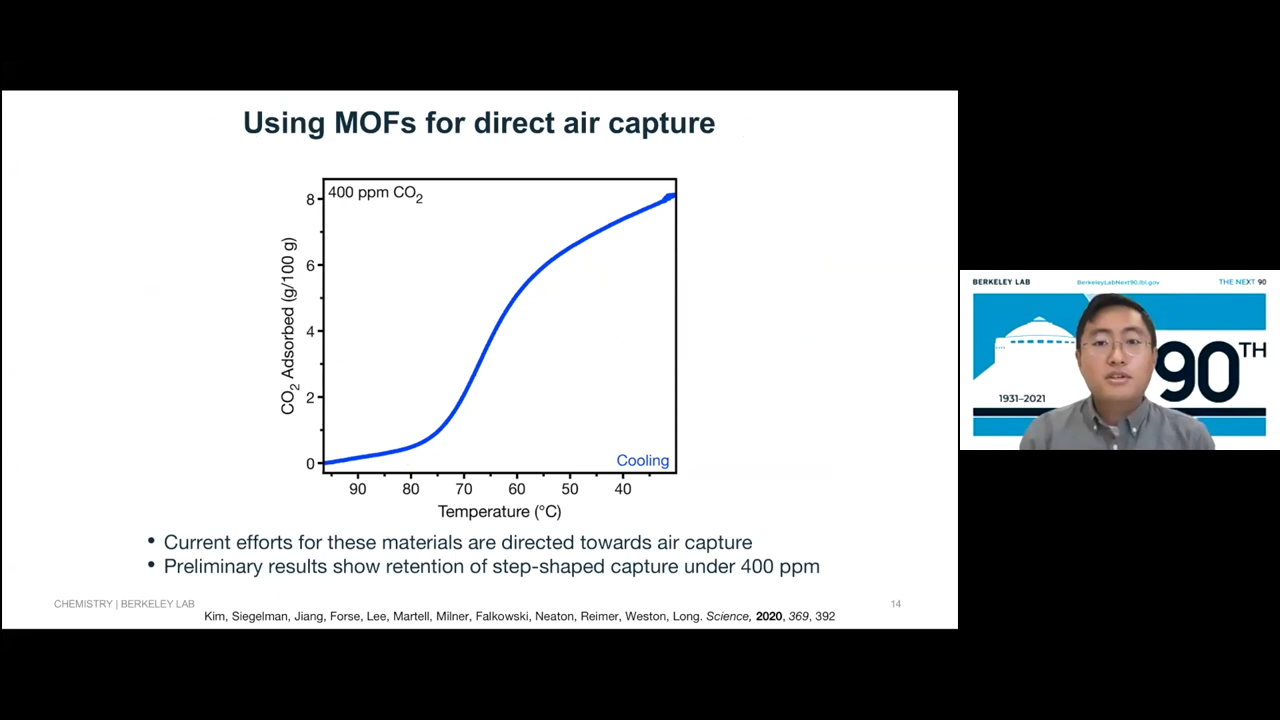 Using MOFs for direct air capture
400 ppm CO₂
CO₂ Adsorbed (g/100 g)
8
6
4
2
0
Cooling
90 80 70 60 50 40
Temperature (°C)
• Current efforts for these materials are directed towards air capture
• Preliminary results show retention of step-shaped capture under 400 ppm
CHEMISTRY | BERKELEY LAB
14
Kim, Siegelman, Jiang, Forse, Lee, Martell, Milner, Falkowski, Neaton, Reimer, Weston, Long. Science, 2020, 369, 392
BERKELEY LAB
BerkeleyLabNext90.lbl.gov
THE NEXT 90
90TH
1931–2021